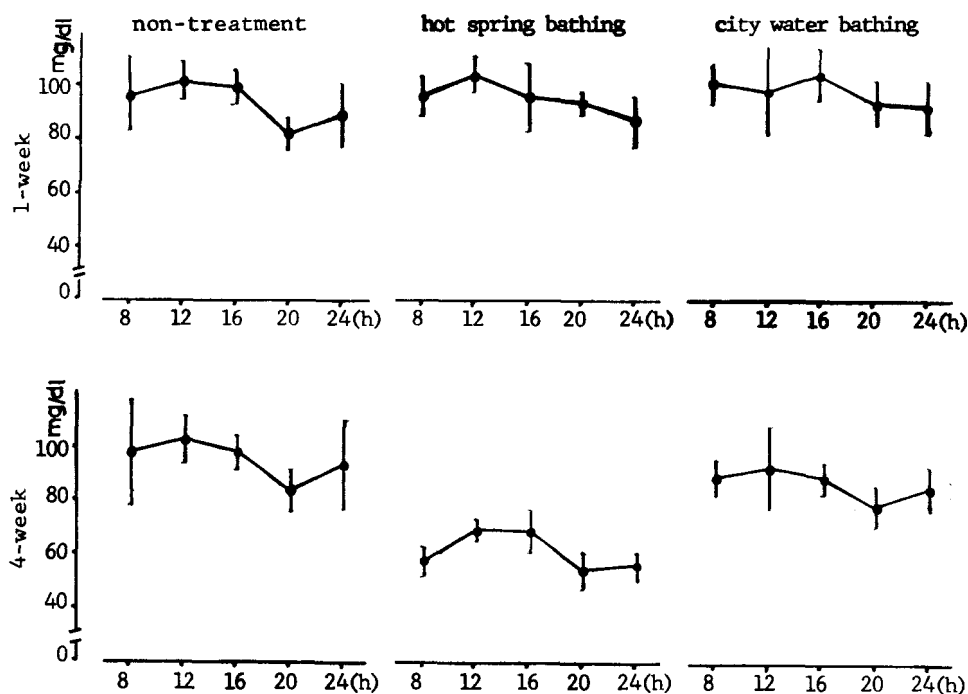 non-treatment hot spring bathing city water bathing
mg/dl
1-week
100
80
60
40
0
8 12 16 20 24(h) 8 12 16 20 24(h) 8 12 16 20 24(h)
mg/dl
4-week
100
80
60
40
0
8 12 16 20 24(h) 8 12 16 20 24(h) 8 12 16 20 24(h)